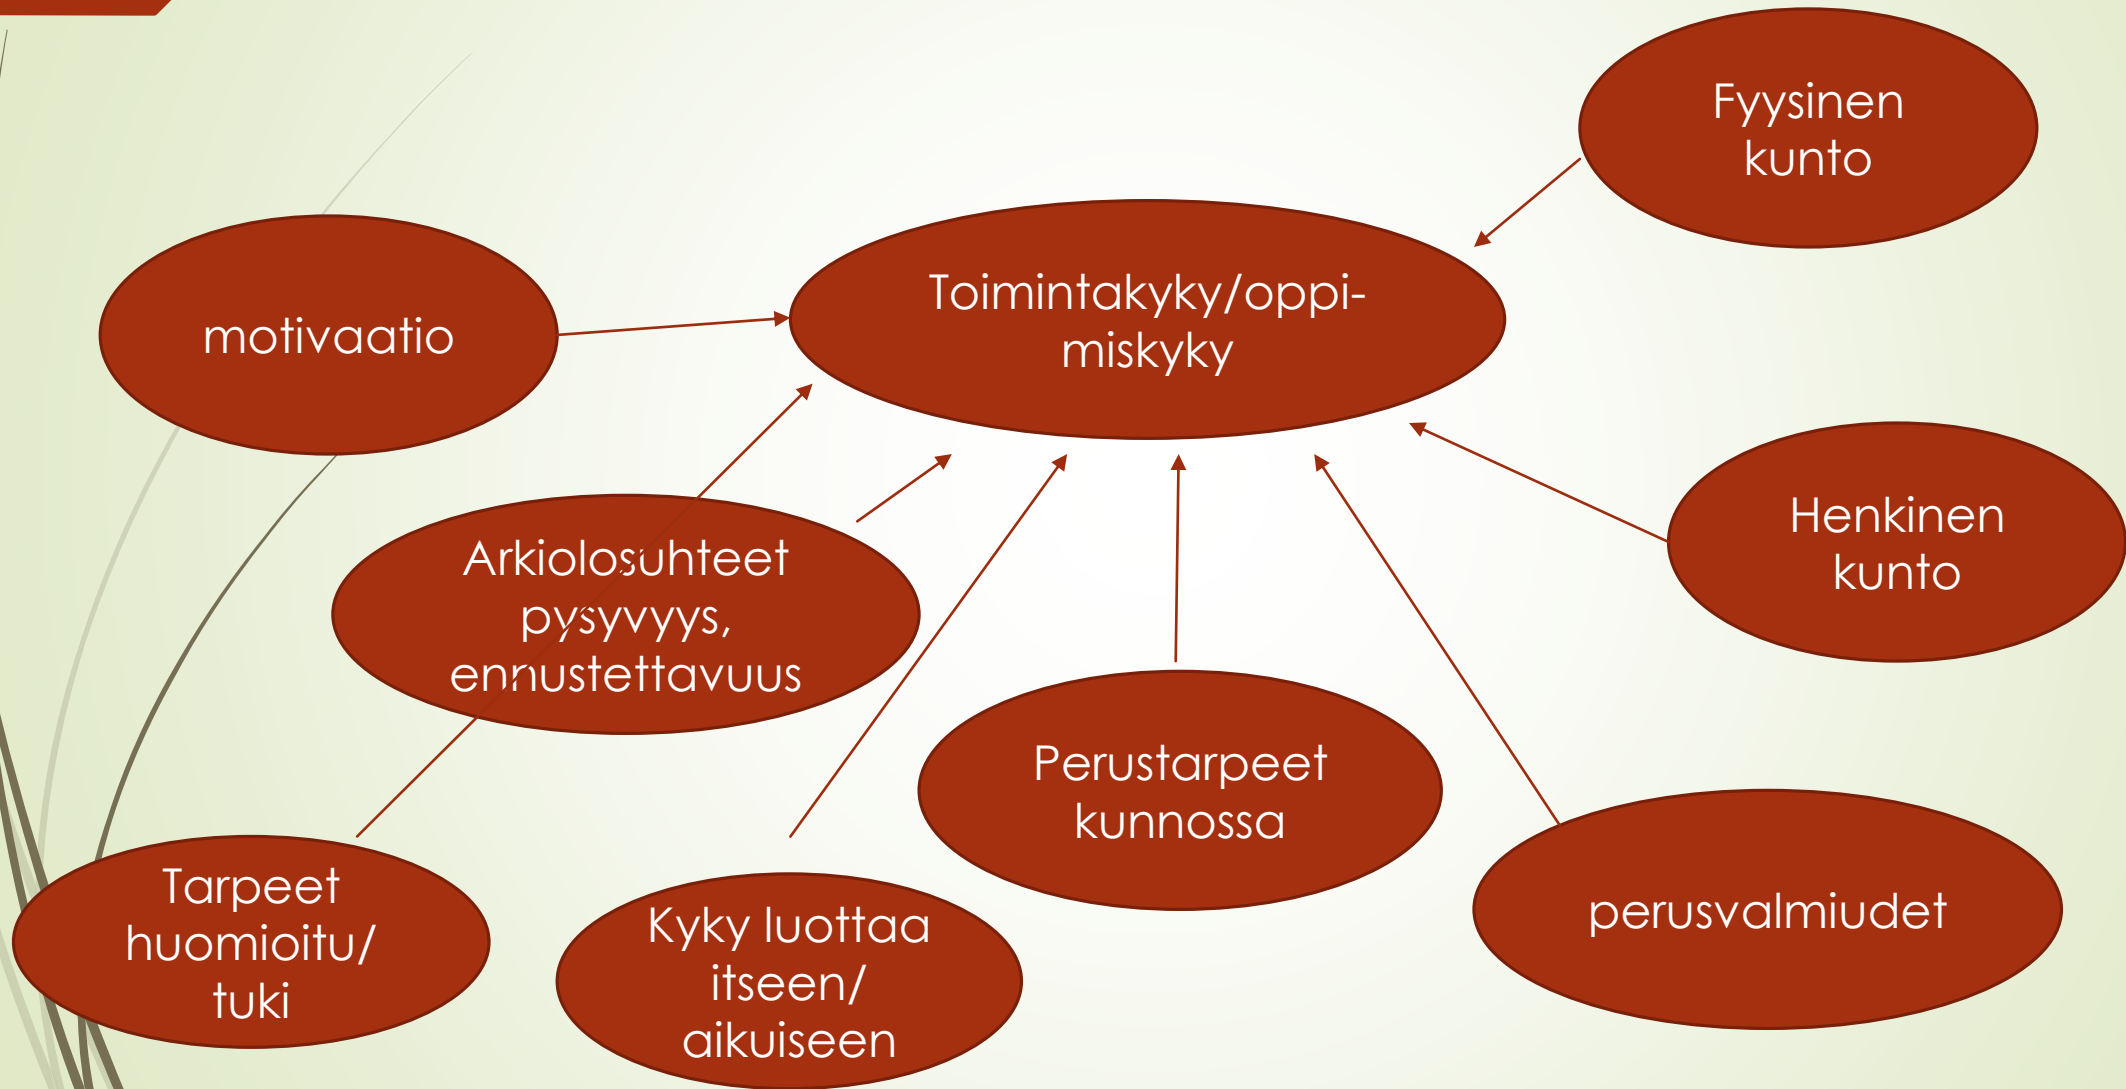 Fyysinen
kunto
Toimintakyky/oppi-
miskyky
motivaatio
Henkinen
kunto
Arkiolosuhteet
pysyvyys,
ennustettavuus
Perustarpeet
kunnossa
perusvalmiudet
Tarpeet
huomioitu/
tuki
Kyky luottaa
itseen/
aikuiseen